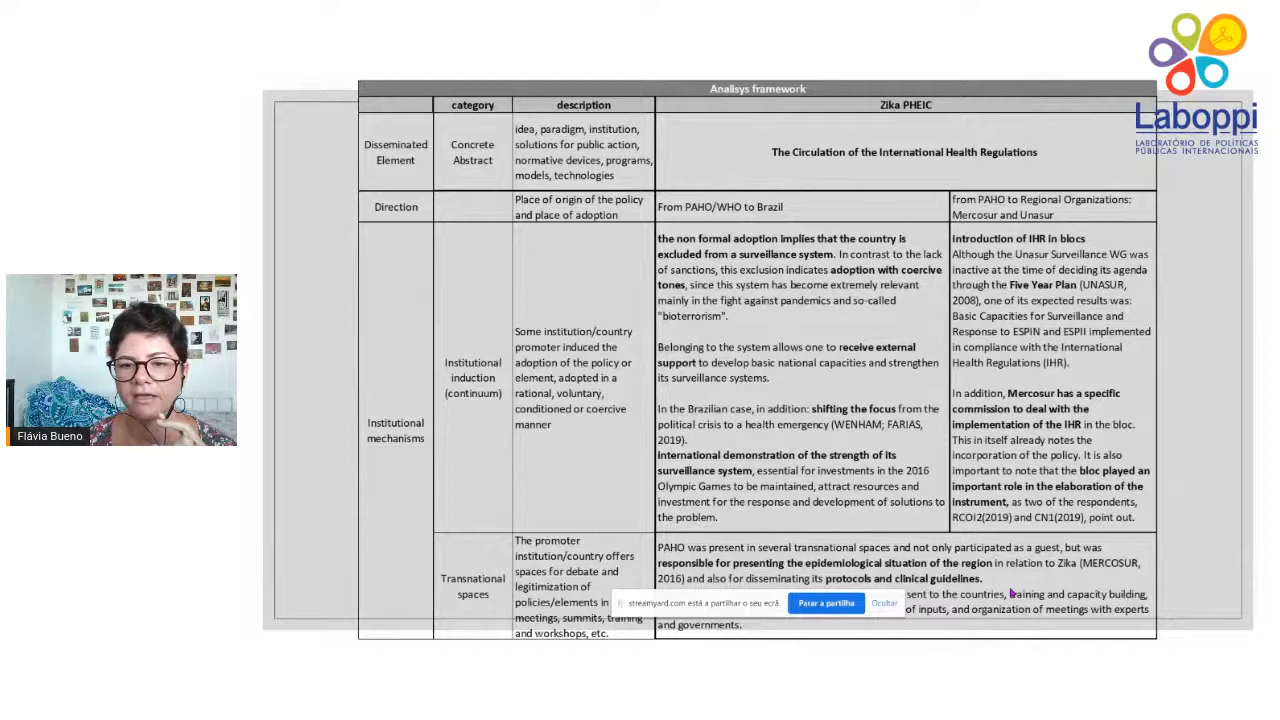 Analisys framework
category
description
Zika PHEIC
Disseminated
Element
Concrete
Abstract
idea, paradigm, institution,
solutions for public action,
normative devices, programs,
models, technologies
The Circulation of the International Health Regulations
Direction
Place of origin of the policy
and place of adoption
From PAHO/WHO to Brazil
from PAHO to Regional Organizations:
Mercosur and Unasur
Institutional
mechanisms
Institutional
induction
(continuum)
Some institution/country
promoter induced the
adoption of the policy or
element, adopted in a
rational, voluntary,
conditioned or coercive
manner
the non formal adoption implies that the country is
excluded from a surveillance system. In contrast to the lack
of sanctions, this exclusion indicates adoption with coercive
tones, since this system has become extremely relevant
mainly in the fight against pandemics and so-called
"bioterrorism".
Belonging to the system allows one to receive external
support to develop basic national capacities and strengthen
its surveillance systems.
In the Brazilian case, in addition: shifting the focus from the
political crisis to a health emergency (WENHAM; FARIAS,
2019).
International demonstration of the strength of its
surveillance system, essential for investments in the 2016
Olympic Games to be maintained, attract resources and
investment for the response and development of solutions to
the problem.
Introduction of IHR in blocs
Although the Unasur Surveillance WG was
inactive at the time of deciding its agenda
through the Five Year Plan (UNASUR,
2008), one of its expected results was:
Basic Capacities for Surveillance and
Response to ESPIN and ESPII implemented
in compliance with the International
Health Regulations (IHR).
In addition, Mercosur has a specific
commission to deal with the
implementation of the IHR in the bloc.
This in itself already notes the
incorporation of the policy. It is also
important to note that the bloc played an
important role in the elaboration of the
instrument, as two of the respondents,
RCOI2(2019) and CN1(2019), point out.
Transnational
spaces
The promoter
institution/country offers
spaces for debate and
legitimization of
policies/elements in
meetings, summits, training
and workshops, etc.
PAHO was present in several transnational spaces and not only participated as a guest, but was
responsible for presenting the epidemiological situation of the region in relation to Zika (MERCOSUR,
2016) and also for disseminating its protocols and clinical guidelines.
sent to the countries, training and capacity building,
of inputs, and organization of meetings with experts
and governments.
streamyard.com está a partilhar o seu ecrã.
Parar a partilha
Ocultar
Flávia Bueno
Laboppi
LABORATÓRIO DE POLÍTICAS
PÚBLICAS INTERNACIONAIS